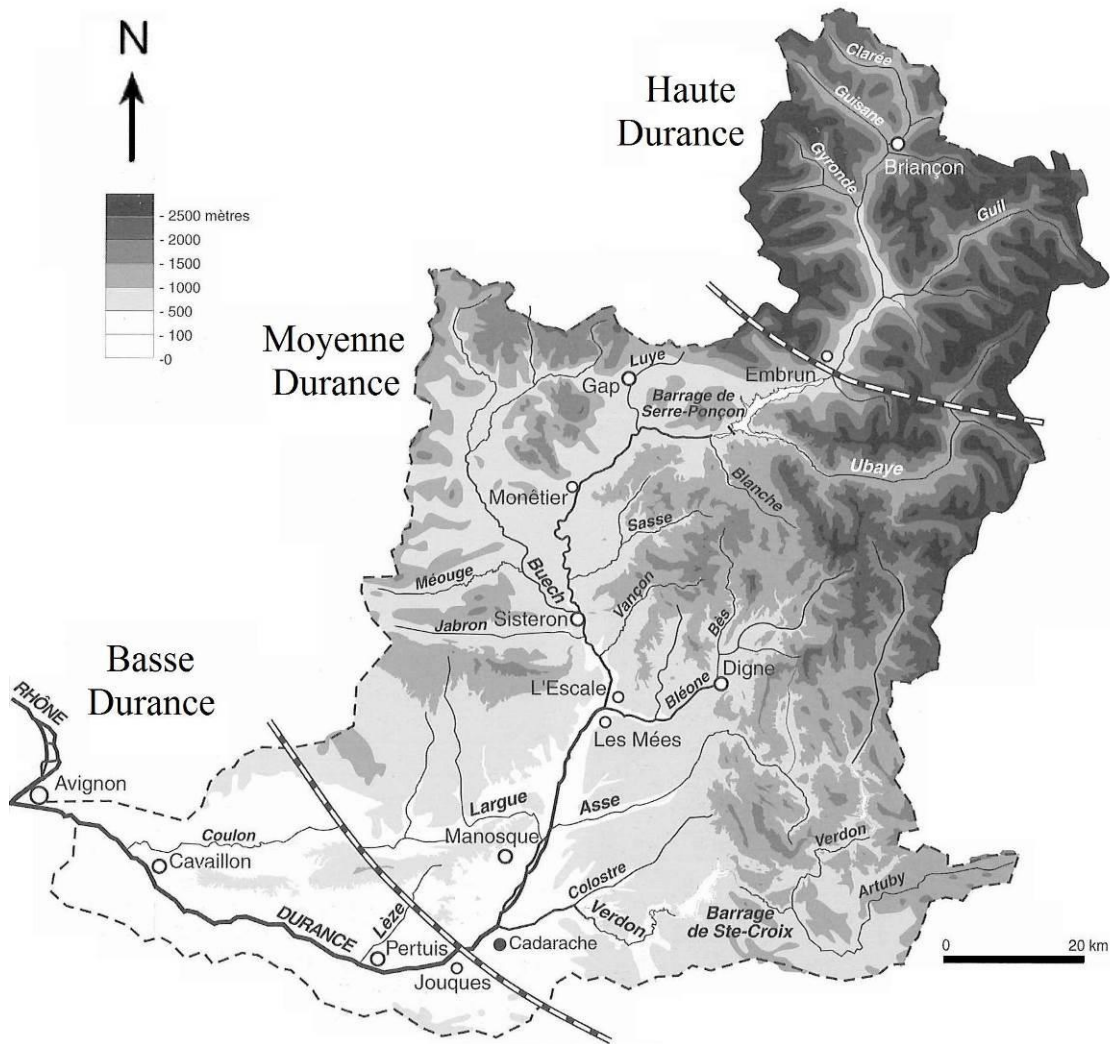 N
- 2500 mètres
- 2000
- 1500
- 1000
- 500
- 100
-0
Haute
Durance
Clarée
Guisane
Briançon
Gyronde
Guil
Moyenne
Durance
Luye
Gap
Embrun
Barrage de
Serre-Ponçon
Ubaye
Blanche
Monêtier
Sasse
Buech
Méouge
Vançon
Jabron
Sisteron
Bès
Digne
L'Escale
Bléone
Les Mées
Basse
Durance
RHÔNE
Avignon
Largue
Asse
Coulon
Manosque
Cavaillon
Colostre
Verdon
Artuby
Verdon
Barrage
de Ste-Croix
DURANCE
Lèze
Pertuis
Cadarache
Jouques
0 20 km